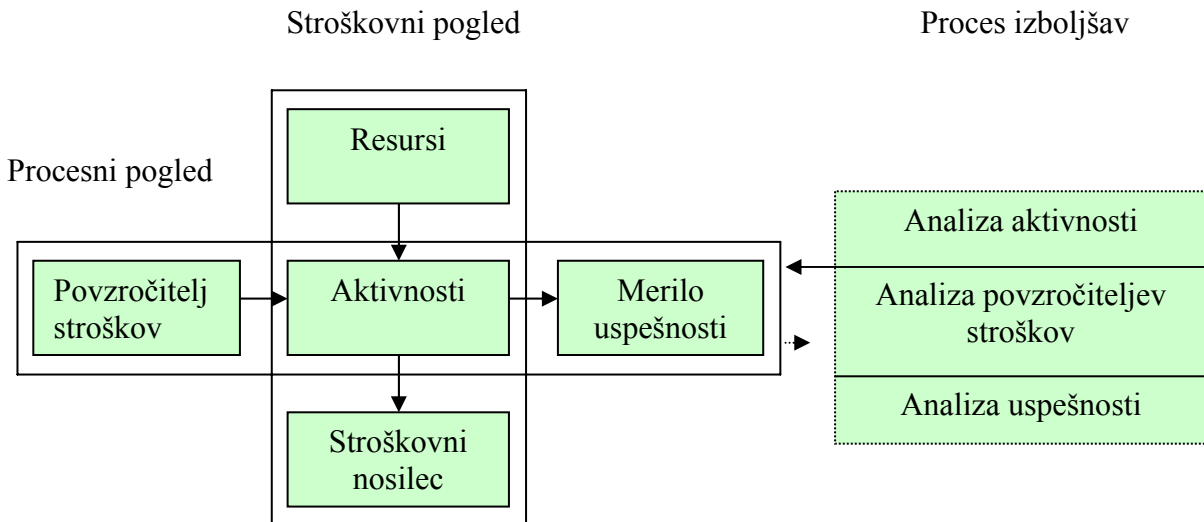 Stroškovni pogled
Proces izboljšav
Resursi
Procesni pogled
Povzročitelj
stroškov
Aktivnosti
Merilo
uspešnosti
Stroškovni
nosilec
Analiza aktivnosti
Analiza povzročiteljev
stroškov
Analiza uspešnosti